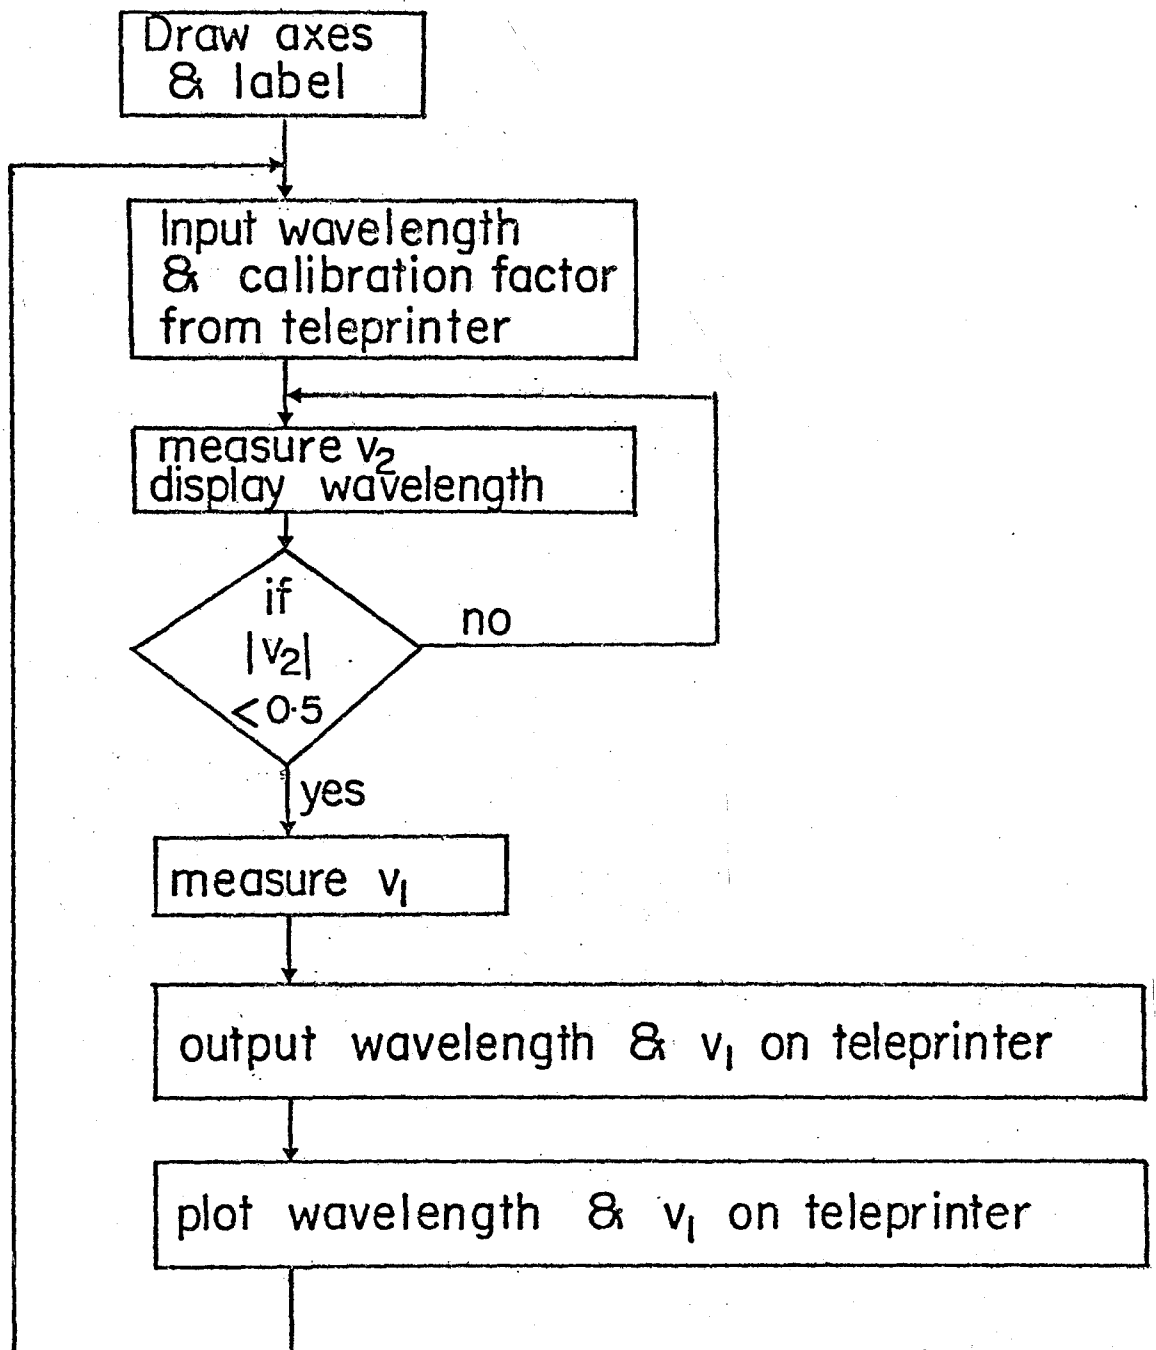 Draw axes
& label
Input wavelength
& calibration factor
from teleprinter
measure v₂
display wavelength
if
|v₂|
<0·5
no
yes
measure v₁
output wavelength & v₁ on teleprinter
plot wavelength & v₁ on teleprinter